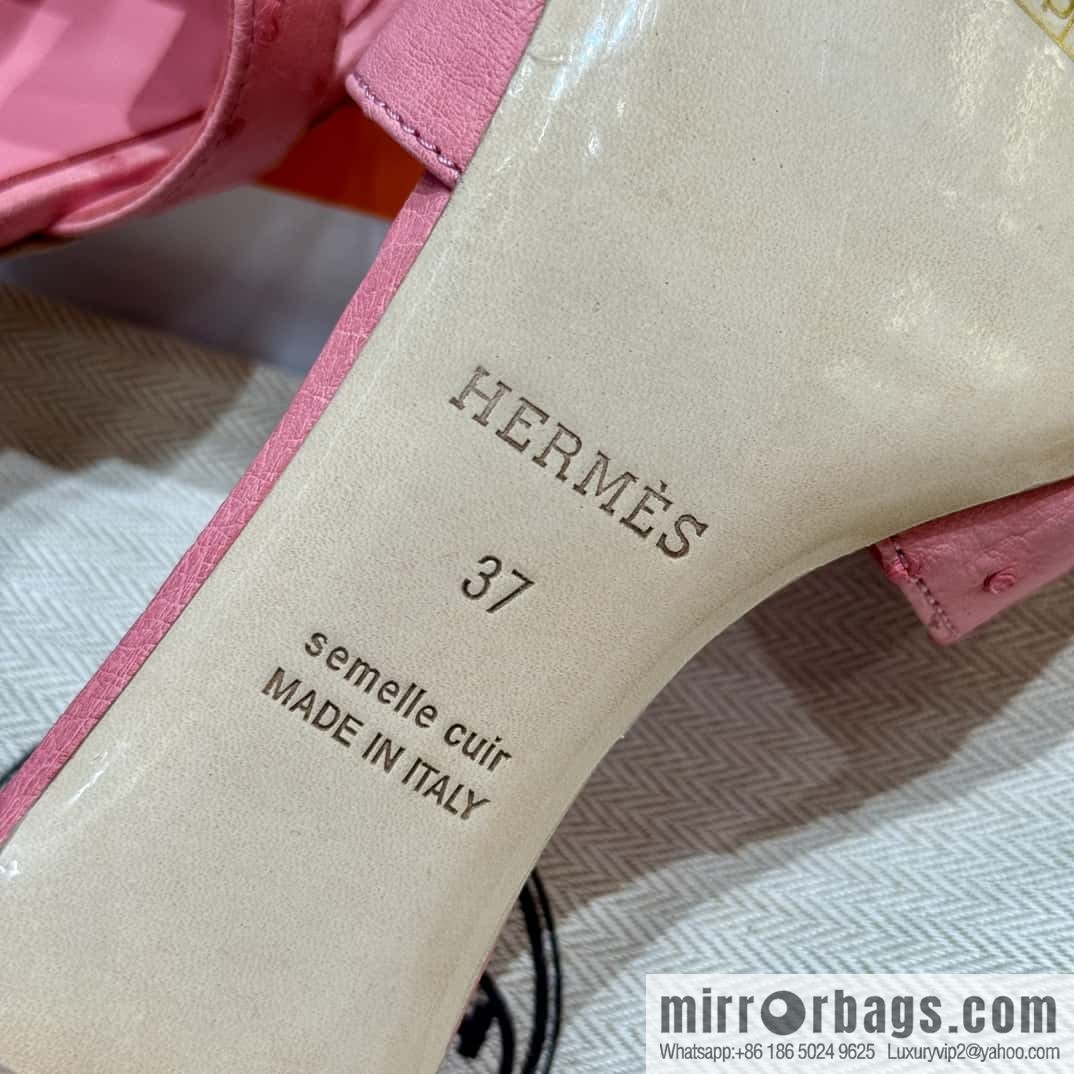 HERMÈS
37
semelle cuir
MADE IN ITALY
mirrorbags.com
Whatsapp:+86 186 5024 9625 Luxuryvip2@yahoo.com